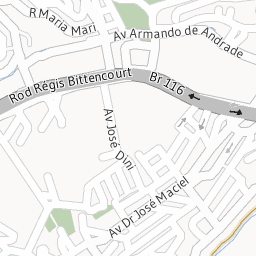 R Maria Mari
Av Armando de Andrade
Rod Régis Bittencourt
Br 116
Av José Dini
Av Dr José Maciel